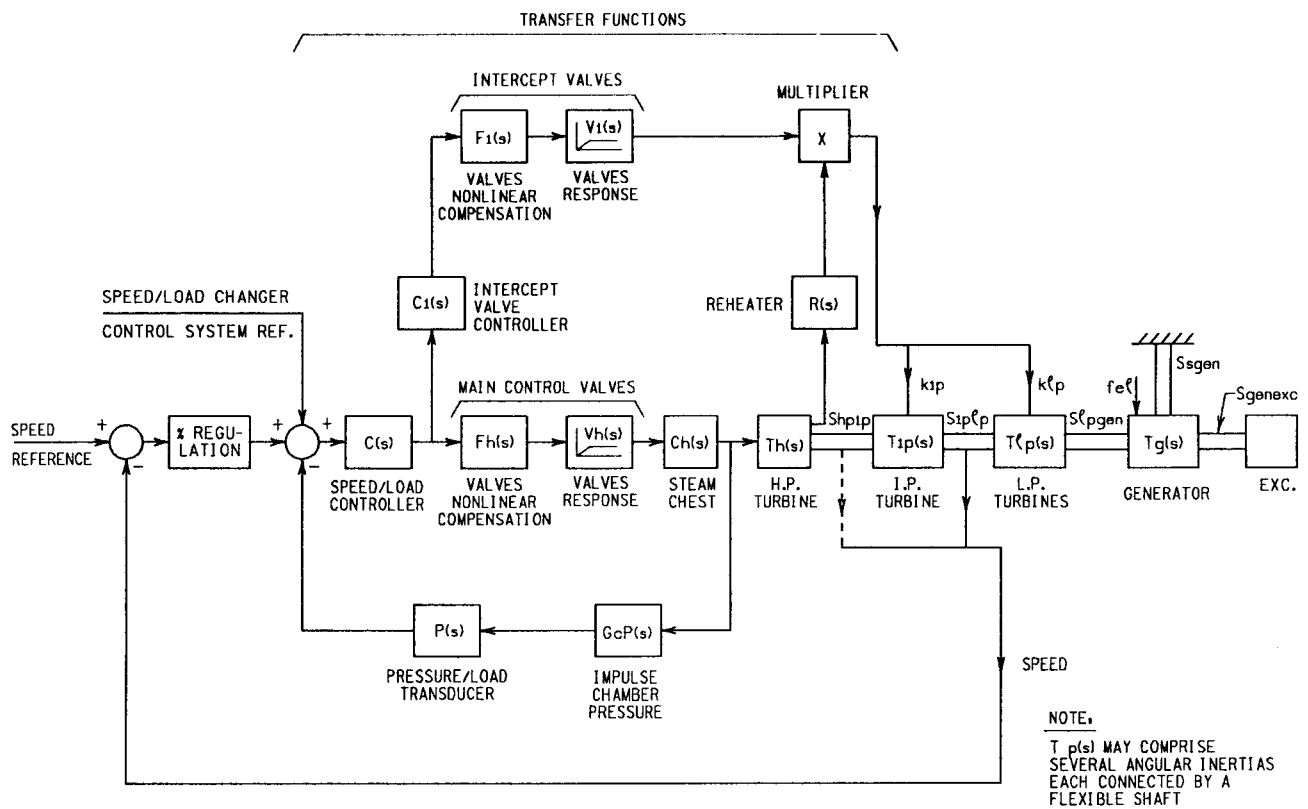 TRANSFER FUNCTIONS
INTERCEPT VALVES
MULTIPLIER
F1(s)
V1(s)
X
VALVES
NONLINEAR
COMPENSATION
VALVES
RESPONSE
SPEED/LOAD CHANGER
CONTROL SYSTEM REF.
C1(s)
INTERCEPT
VALVE
CONTROLLER
REHEATER
R(s)
MAIN CONTROL VALVES
k1p
kℓp
feℓ
Ssgen
Sgenexc
SPEED
REFERENCE
+
-
% REGU-
LATION
+
+
-
+
C(s)
Fh(s)
Vh(s)
Ch(s)
Th(s)
Shp1p
T1p(s)
S1pℓp
Tℓp(s)
Sℓpgen
Tg(s)
SPEED/LOAD
CONTROLLER
VALVES
NONLINEAR
COMPENSATION
VALVES
RESPONSE
STEAM
CHEST
H.P.
TURBINE
I.P.
TURBINE
L.P.
TURBINES
GENERATOR
EXC.
P(s)
GcP(s)
PRESSURE/LOAD
TRANSDUCER
IMPULSE
CHAMBER
PRESSURE
SPEED
NOTE.
T p(s) MAY COMPRISE
SEVERAL ANGULAR INERTIAS
EACH CONNECTED BY A
FLEXIBLE SHAFT